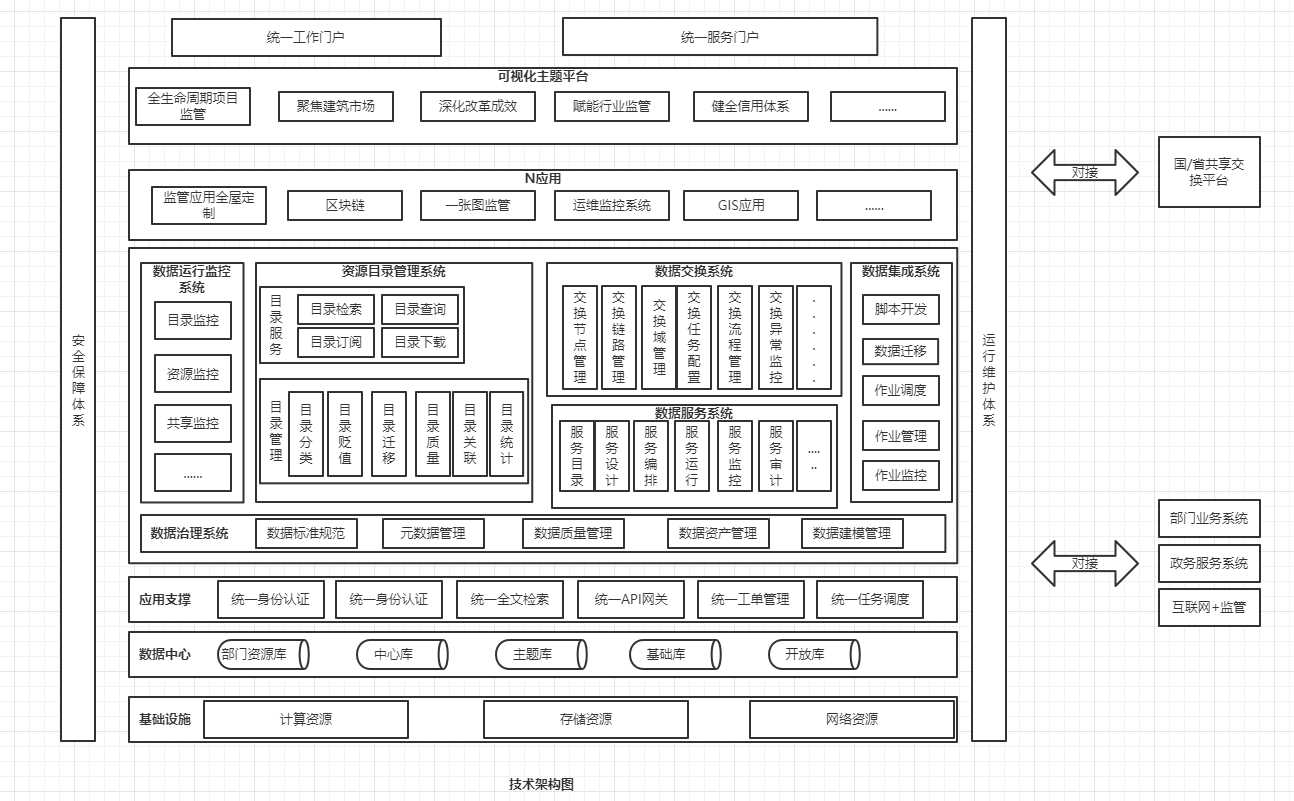 统一工作门户
统一服务门户
可视化主题平台
全生命周期项目
监管
聚焦建筑市场
深化改革成效
赋能行业监管
健全信用体系
......
N应用
监管应用全屋定
制
区块链
一张图监管
运维监控系统
GIS应用
......
数据运行监控
系统
目录监控
资源监控
共享监控
......
资源目录管理系统
目录服务
目录检索
目录查询
目录订阅
目录下载
目录管理
目录分类
目录贬值
目录迁移
目录质量
目录关联
目录统计
数据交换系统
交换节点管理
交换链路管理
交换域管理
交换任务配置
交换流程管理
交换异常监控
......
数据服务系统
服务目录
服务设计
服务编排
服务运行
服务监控
服务审计
....
..
数据集成系统
脚本开发
数据迁移
作业调度
作业管理
作业监控
数据治理系统
数据标准规范
元数据管理
数据质量管理
数据资产管理
数据建模管理
应用支撑
统一身份认证
统一身份认证
统一全文检索
统一API网关
统一工单管理
统一任务调度
数据中心
部门资源库
中心库
主题库
基础库
开放库
基础设施
计算资源
存储资源
网络资源
安全保障体系
运行维护体系
对接
国/省共享交
换平台
对接
部门业务系统
政务服务系统
互联网+监管
技术架构图